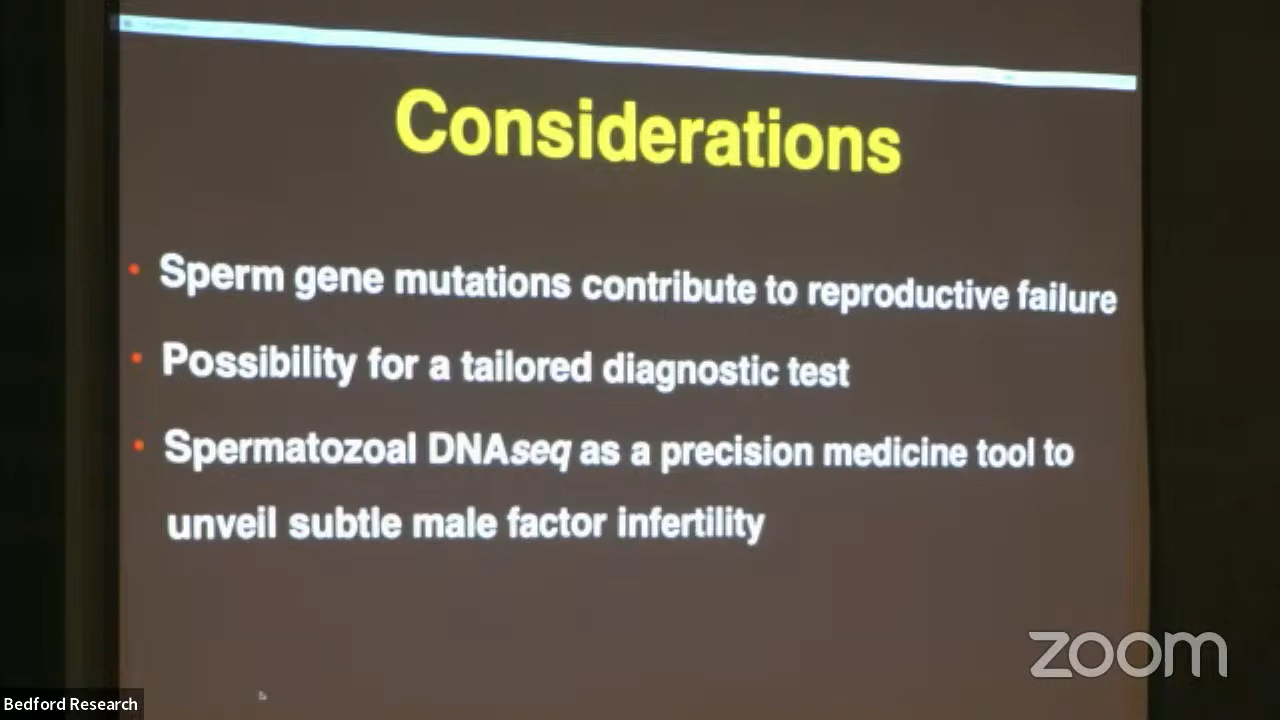 Considerations
• Sperm gene mutations contribute to reproductive failure
• Possibility for a tailored diagnostic test
• Spermatozoal DNAseq as a precision medicine tool to
unveil subtle male factor infertility
zoom
Bedford Research